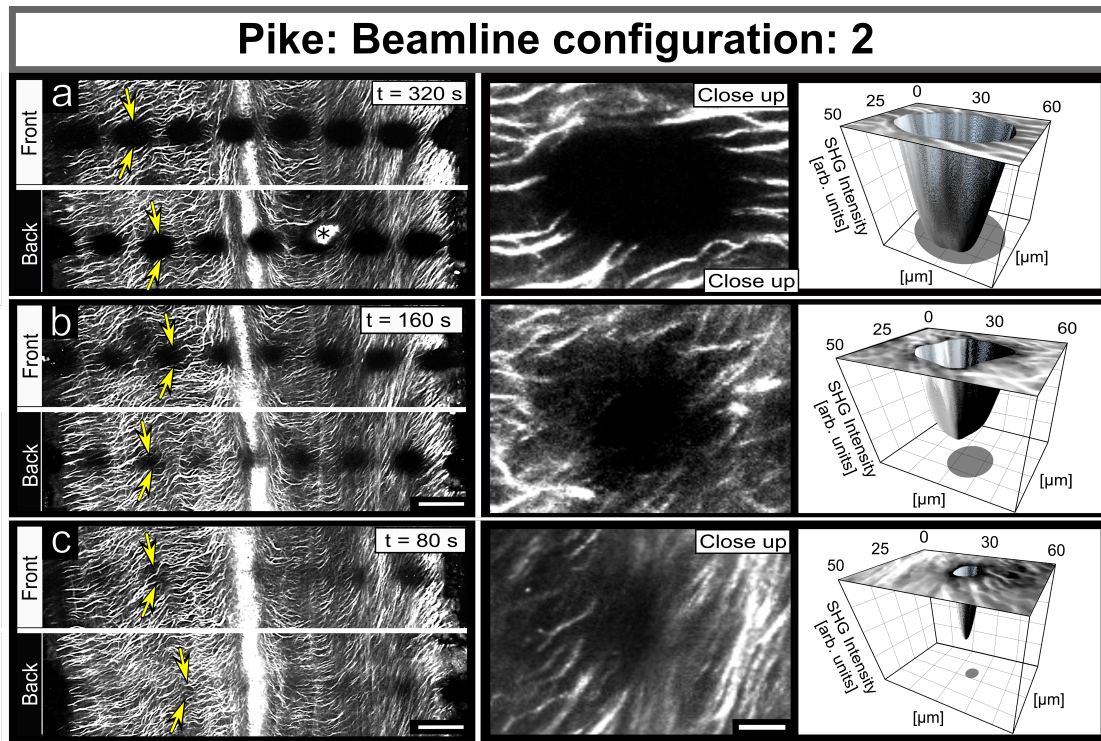 Pike: Beamline configuration: 2
a
Front
t = 320 s
Back
*
Close up
Close up
50
25
0
30
60
SHG Intensity
[arb. units]
[µm]
[µm]
b
Front
t = 160 s
Back
50
25
0
30
60
SHG Intensity
[arb. units]
[µm]
[µm]
c
Front
t = 80 s
Back
Close up
50
25
0
30
60
SHG Intensity
[arb. units]
[µm]
[µm]